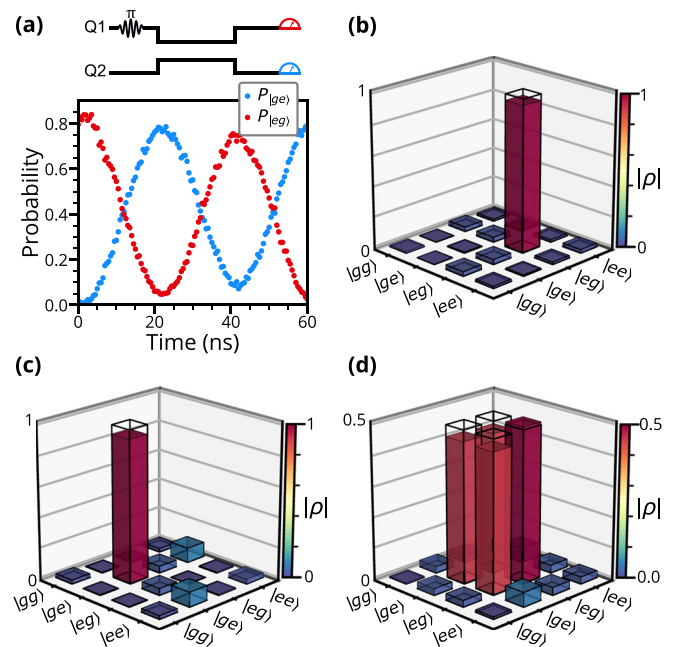 (a)
π
Q1
Q2
P|ge⟩
P|eg⟩
0.8
0.6
0.4
0.2
0.0
Probability
0 20 40 60
Time (ns)
(b)
1
0
|gg⟩
|ge⟩
|eg⟩
|ee⟩
|gg⟩
|ge⟩
|eg⟩
|ee⟩
1
|ρ|
0
(c)
1
0
|gg⟩
|ge⟩
|eg⟩
|ee⟩
|gg⟩
|ge⟩
|eg⟩
|ee⟩
1
|ρ|
0
(d)
0.5
0
|gg⟩
|ge⟩
|eg⟩
|ee⟩
|gg⟩
|ge⟩
|eg⟩
|ee⟩
0.5
|ρ|
0.0